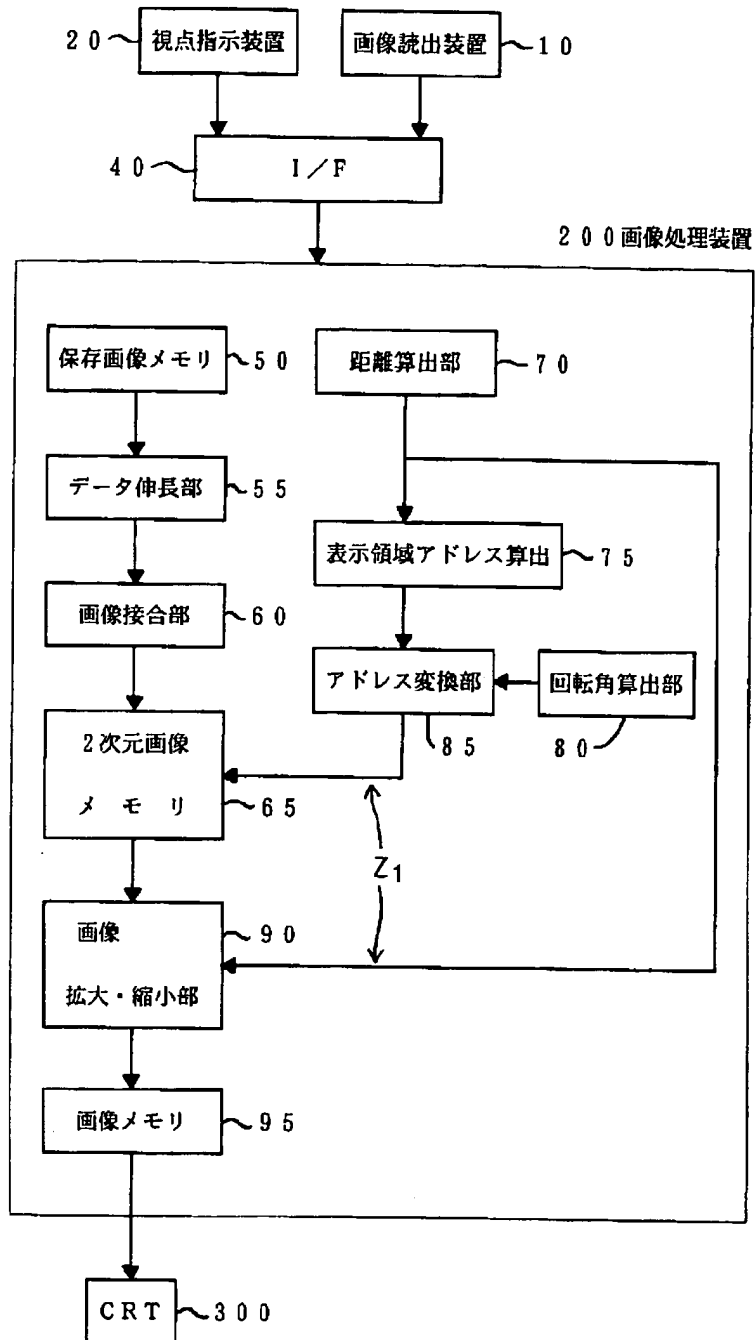 20 視点指示装置
画像読出装置 10
40 I/F
200画像処理装置
保存画像メモリ 50
距離算出部 70
データ伸長部 55
表示領域アドレス算出 75
画像接合部 60
アドレス変換部 85
回転角算出部 80
2次元画像
メモリ 65
Z1
画像 90
拡大・縮小部
画像メモリ 95
CRT 300